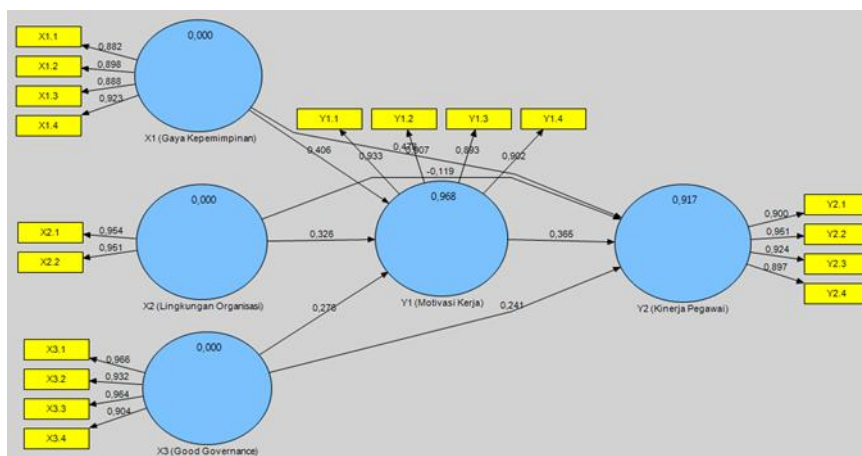 X1.1
X1.2
X1.3
X1.4
0,882
0,898
0,888
0,923
0,000
X1 (Gaya Kepemimpinan)
Y1.1
Y1.2
Y1.3
Y1.4
0,933
0,907
0,893
0,902
0,406
-0,119
X2.1
X2.2
0,954
0,951
0,000
X2 (Lingkungan Organisasi)
0,326
0,968
Y1 (Motivasi Kerja)
0,365
0,917
Y2 (Kinerja Pegawai)
0,900
0,951
0,924
0,897
Y2.1
Y2.2
Y2.3
Y2.4
0,241
X3.1
X3.2
X3.3
X3.4
0,966
0,932
0,964
0,904
0,000
X3 (Good Governance)